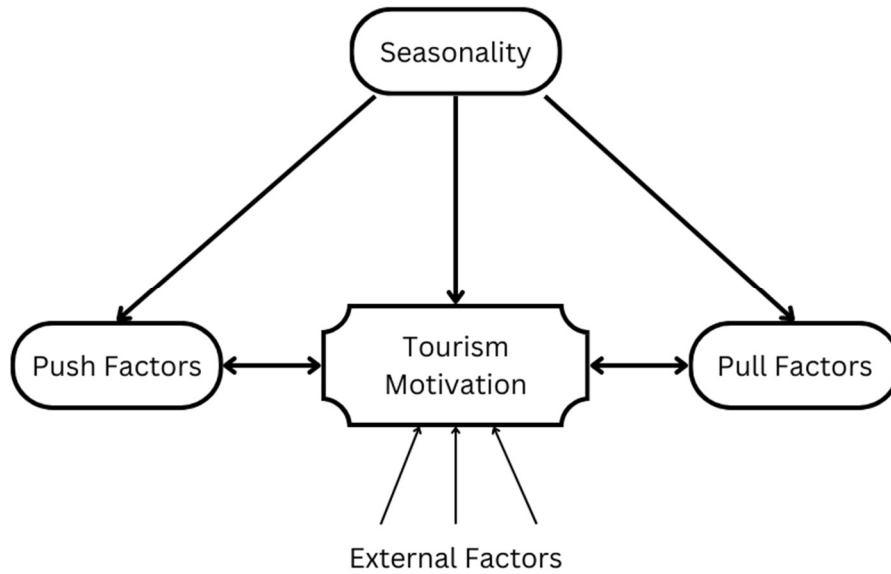 Seasonality
Push Factors
Tourism
Motivation
Pull Factors
External Factors